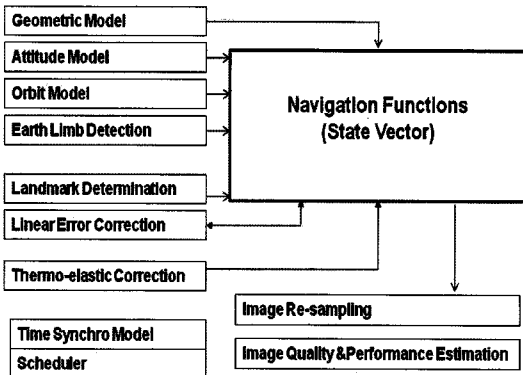 Geometric Model
Attitude Model
Orbit Model
Earth Limb Detection
Landmark Determination
Linear Error Correction
Thermo-elastic Correction
Time Synchro Model
Scheduler
Navigation Functions
(State Vector)
Image Re-sampling
Image Quality & Performance Estimation